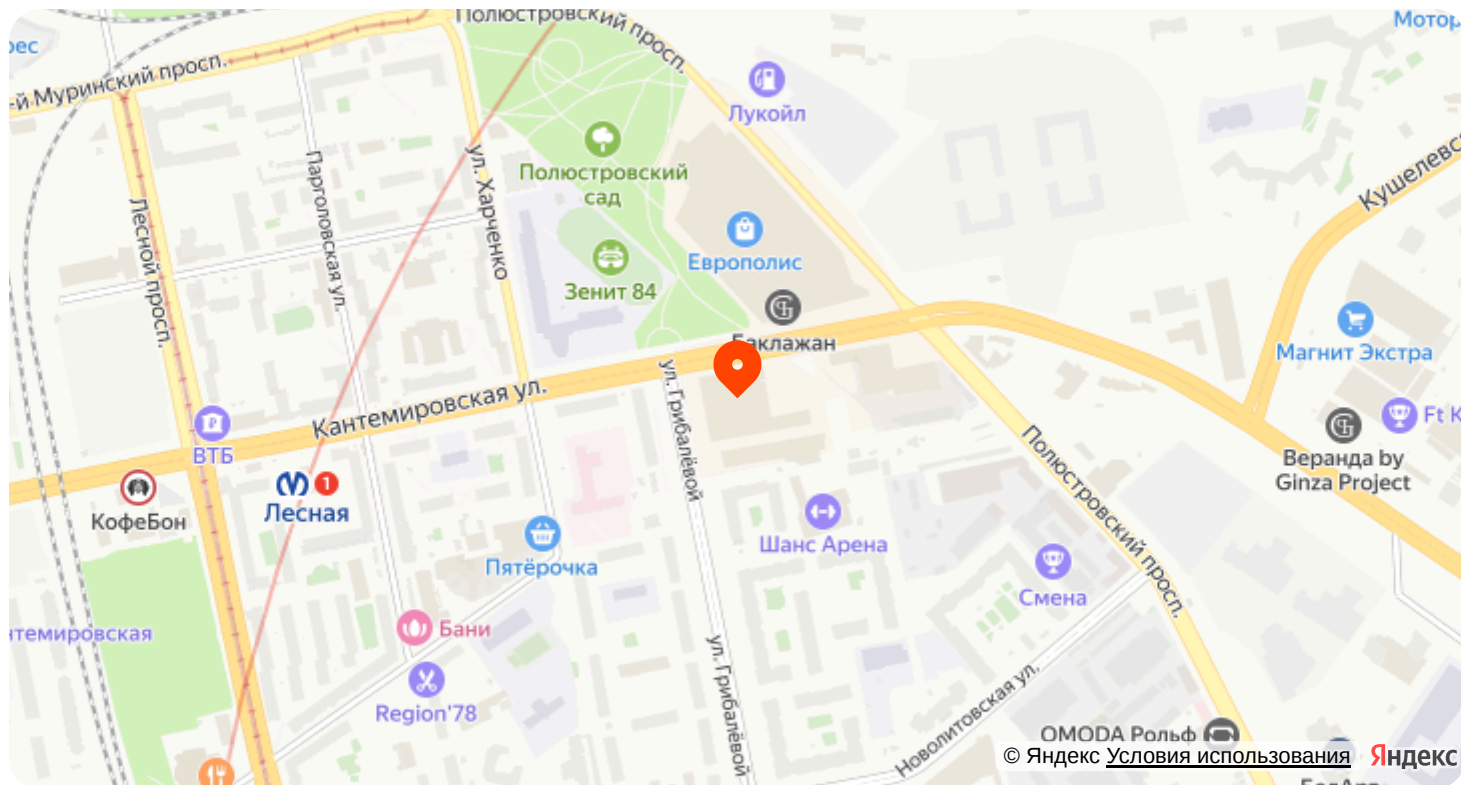 Полюстровский просп.
Мотор
рес
-й Муринский просп.
Лукойл
Кушелевс
ул. Харченко
Парголовская ул.
Полюстровский
сад
Лесной просп.
Европолис
Зенит 84
Баклажан
Магнит Экстра
ул. Грибалёвой
Кантемировская ул.
Ft K
ВТБ
Полюстровский просп.
Веранда by
Ginza Project
1
Лесная
КофеБон
Шанс Арена
Пятёрочка
Смена
Бани
нтемировская
ул. Грибалёвой
Region'78
Новолитовская ул.
OMODA Рольф
© Яндекс Условия использования
Яндекс